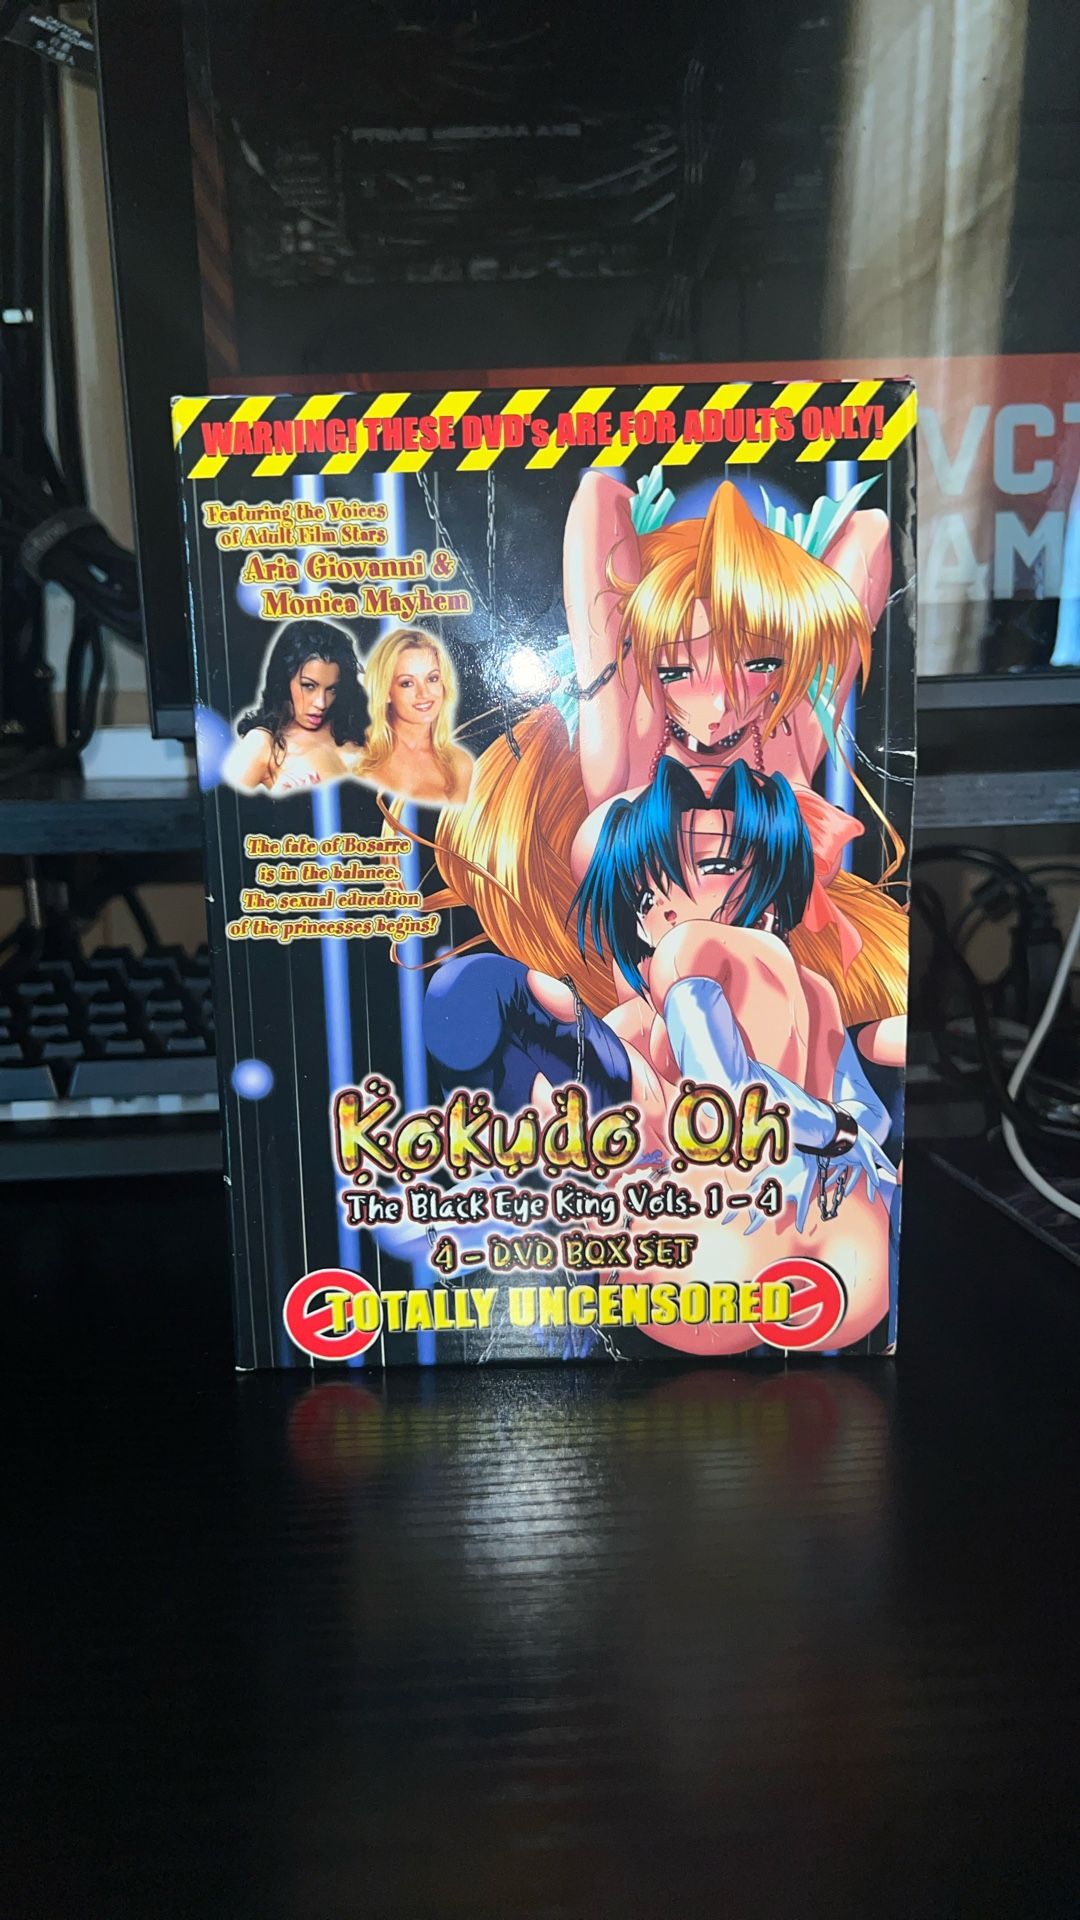 WARNING! THESE DVD's ARE FOR ADULTS ONLY!
Featuring the Voices
of Adult Film Stars
Aria Giovanni &
Monica Mayhem
The fate of Bosarre
is in the balance.
The sexual education
of the princesses begins!
Kokudo Oh
The Black Eye King Vols. 1 - 4
4 - DVD BOX SET
TOTALLY UNCENSORED
VCT
AM